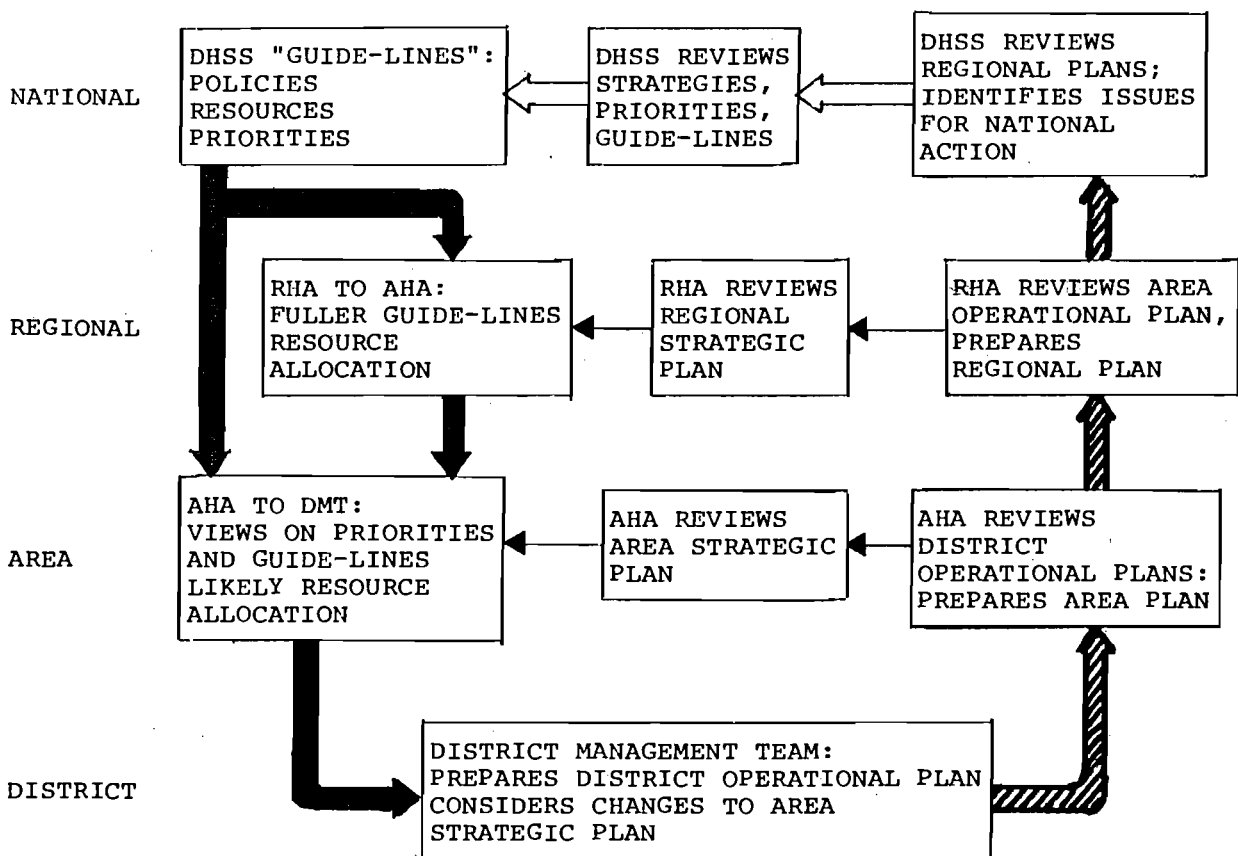 NATIONAL
DHSS "GUIDE-LINES":
POLICIES
RESOURCES
PRIORITIES
DHSS REVIEWS
STRATEGIES,
PRIORITIES,
GUIDE-LINES
DHSS REVIEWS
REGIONAL PLANS;
IDENTIFIES ISSUES
FOR NATIONAL
ACTION
REGIONAL
RHA TO AHA:
FULLER GUIDE-LINES
RESOURCE
ALLOCATION
RHA REVIEWS
REGIONAL
STRATEGIC
PLAN
RHA REVIEWS AREA
OPERATIONAL PLAN,
PREPARES
REGIONAL PLAN
AREA
AHA TO DMT:
VIEWS ON PRIORITIES
AND GUIDE-LINES
LIKELY RESOURCE
ALLOCATION
AHA REVIEWS
AREA STRATEGIC
PLAN
AHA REVIEWS
DISTRICT
OPERATIONAL PLANS:
PREPARES AREA PLAN
DISTRICT
DISTRICT MANAGEMENT TEAM:
PREPARES DISTRICT OPERATIONAL PLAN
CONSIDERS CHANGES TO AREA
STRATEGIC PLAN